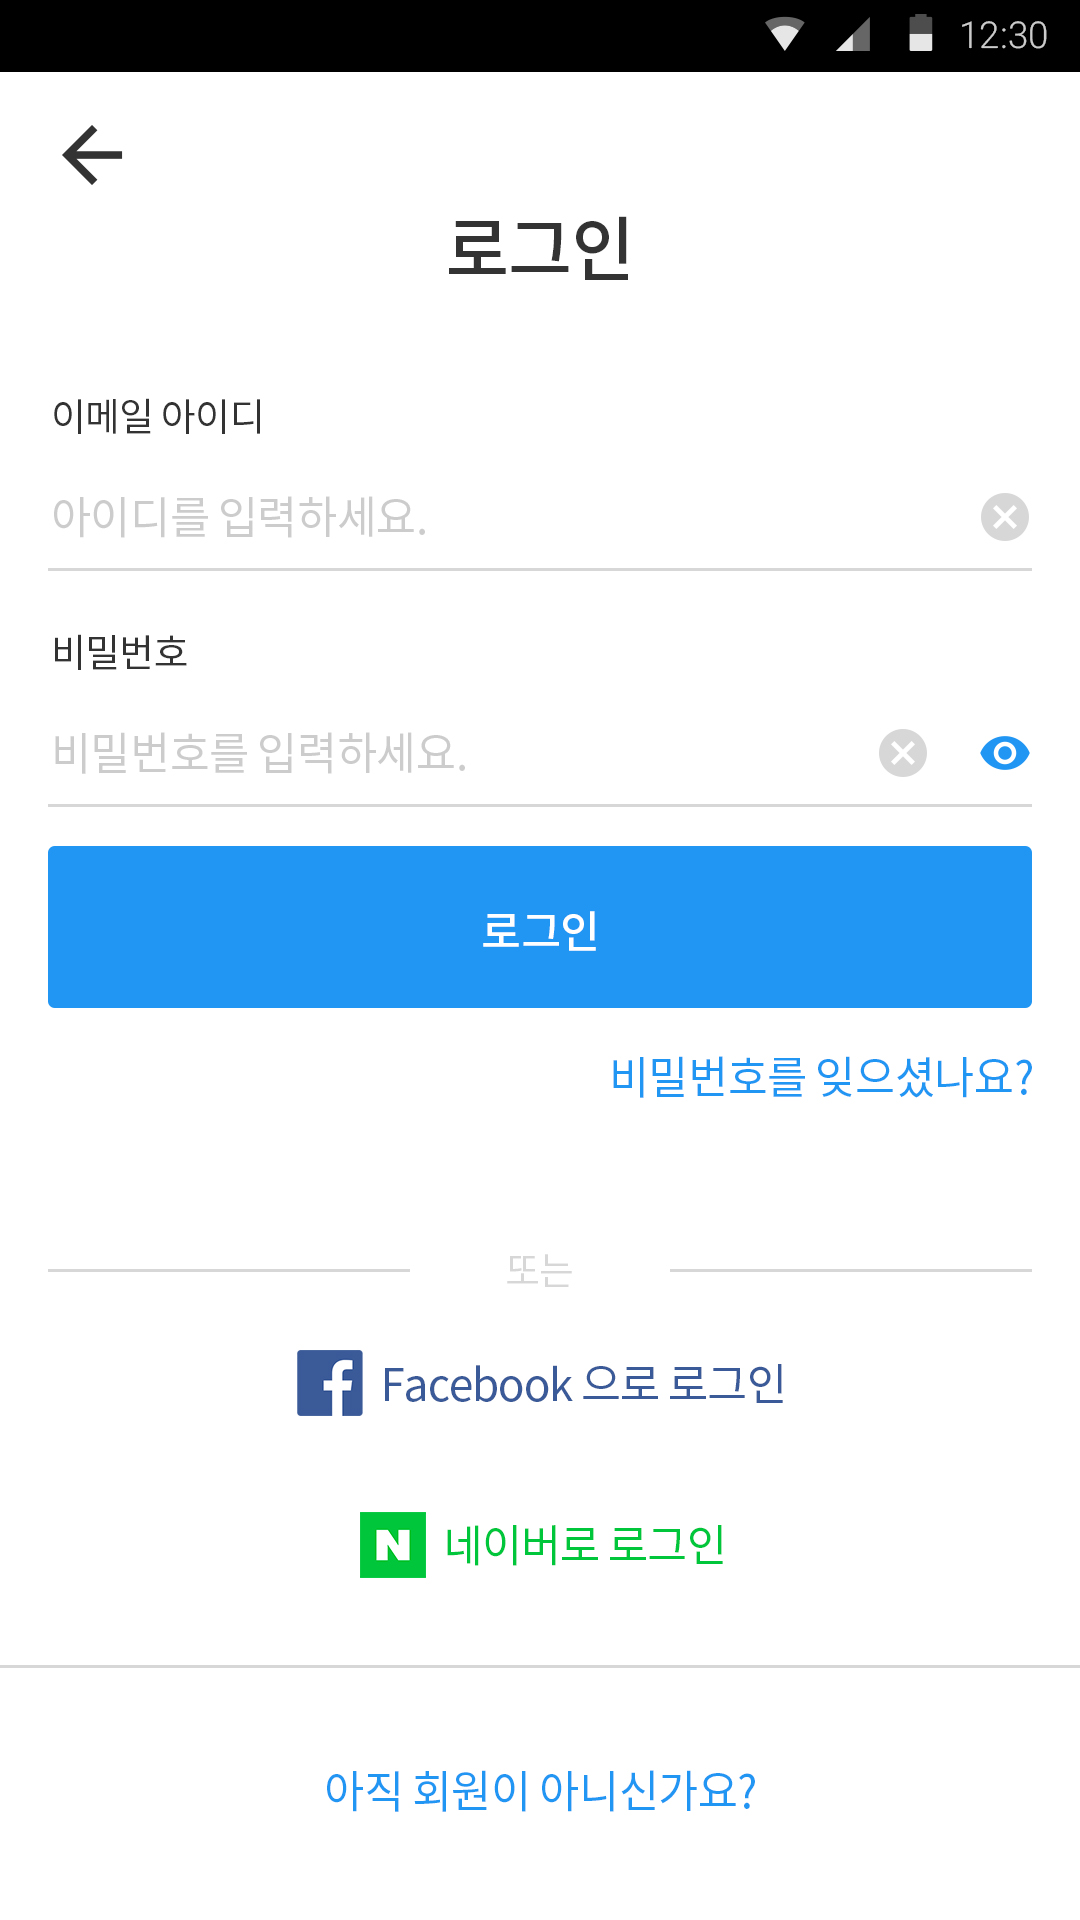 12:30
로그인
이메일 아이디
아이디를 입력하세요.
비밀번호
비밀번호를 입력하세요.
로그인
비밀번호를 잊으셨나요?
또는
Facebook 으로 로그인
N 네이버로 로그인
아직 회원이 아니신가요?